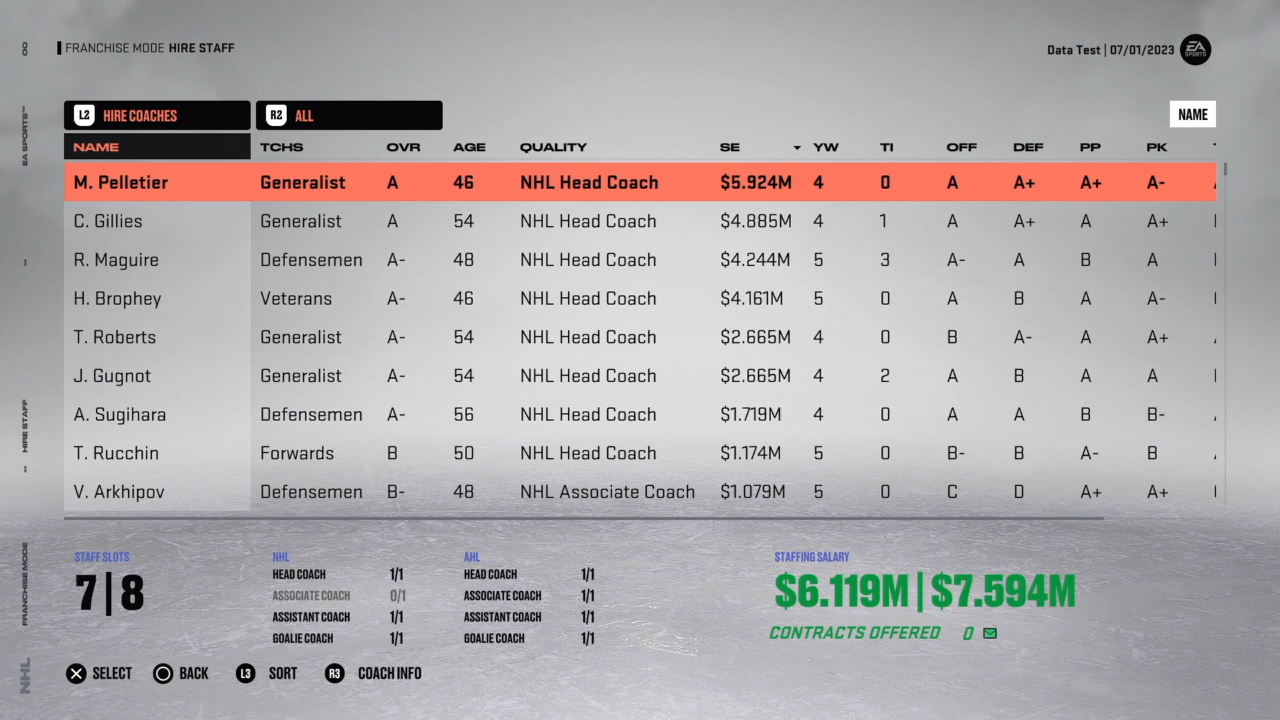 FRANCHISE MODE HIRE STAFF
Data Test | 07/01/2023
EA SPORTS
EA SPORTS™
L2 HIRE COACHES R2 ALL NAME
NAME TCHS OVR AGE QUALITY SE YW TI OFF DEF PP PK
M. Pelletier Generalist A 46 NHL Head Coach $5.924M 4 0 A A+ A+ A-
C. Gillies Generalist A 54 NHL Head Coach $4.885M 4 1 A A+ A A+
R. Maguire Defensemen A- 48 NHL Head Coach $4.244M 5 3 A- A B A
H. Brophey Veterans A- 46 NHL Head Coach $4.161M 5 0 A B A A-
T. Roberts Generalist A- 54 NHL Head Coach $2.665M 4 0 B A- A A+
J. Gugnot Generalist A- 54 NHL Head Coach $2.665M 4 2 A B A A
A. Sugihara Defensemen A- 56 NHL Head Coach $1.719M 4 0 A A B B-
T. Rucchin Forwards B 50 NHL Head Coach $1.174M 5 0 B- B A- B
V. Arkhipov Defensemen B- 48 NHL Associate Coach $1.079M 5 0 C D A+ A+
HIRE STAFF
FRANCHISE MODE
NHL
STAFF SLOTS
7|8
NHL
HEAD COACH 1/1
ASSOCIATE COACH 0/1
ASSISTANT COACH 1/1
GOALIE COACH 1/1
AHL
HEAD COACH 1/1
ASSOCIATE COACH 1/1
ASSISTANT COACH 1/1
GOALIE COACH 1/1
STAFFING SALARY
$6.119M|$7.594M
CONTRACTS OFFERED 0
SELECT BACK L3 SORT R3 COACH INFO